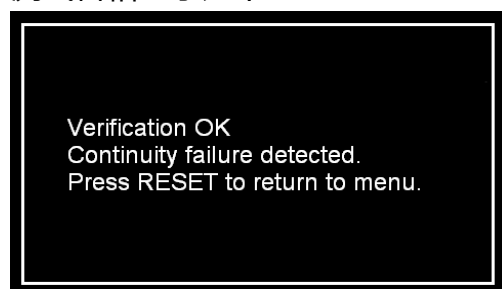 Verification OK
Continuity failure detected.
Press RESET to return to menu.